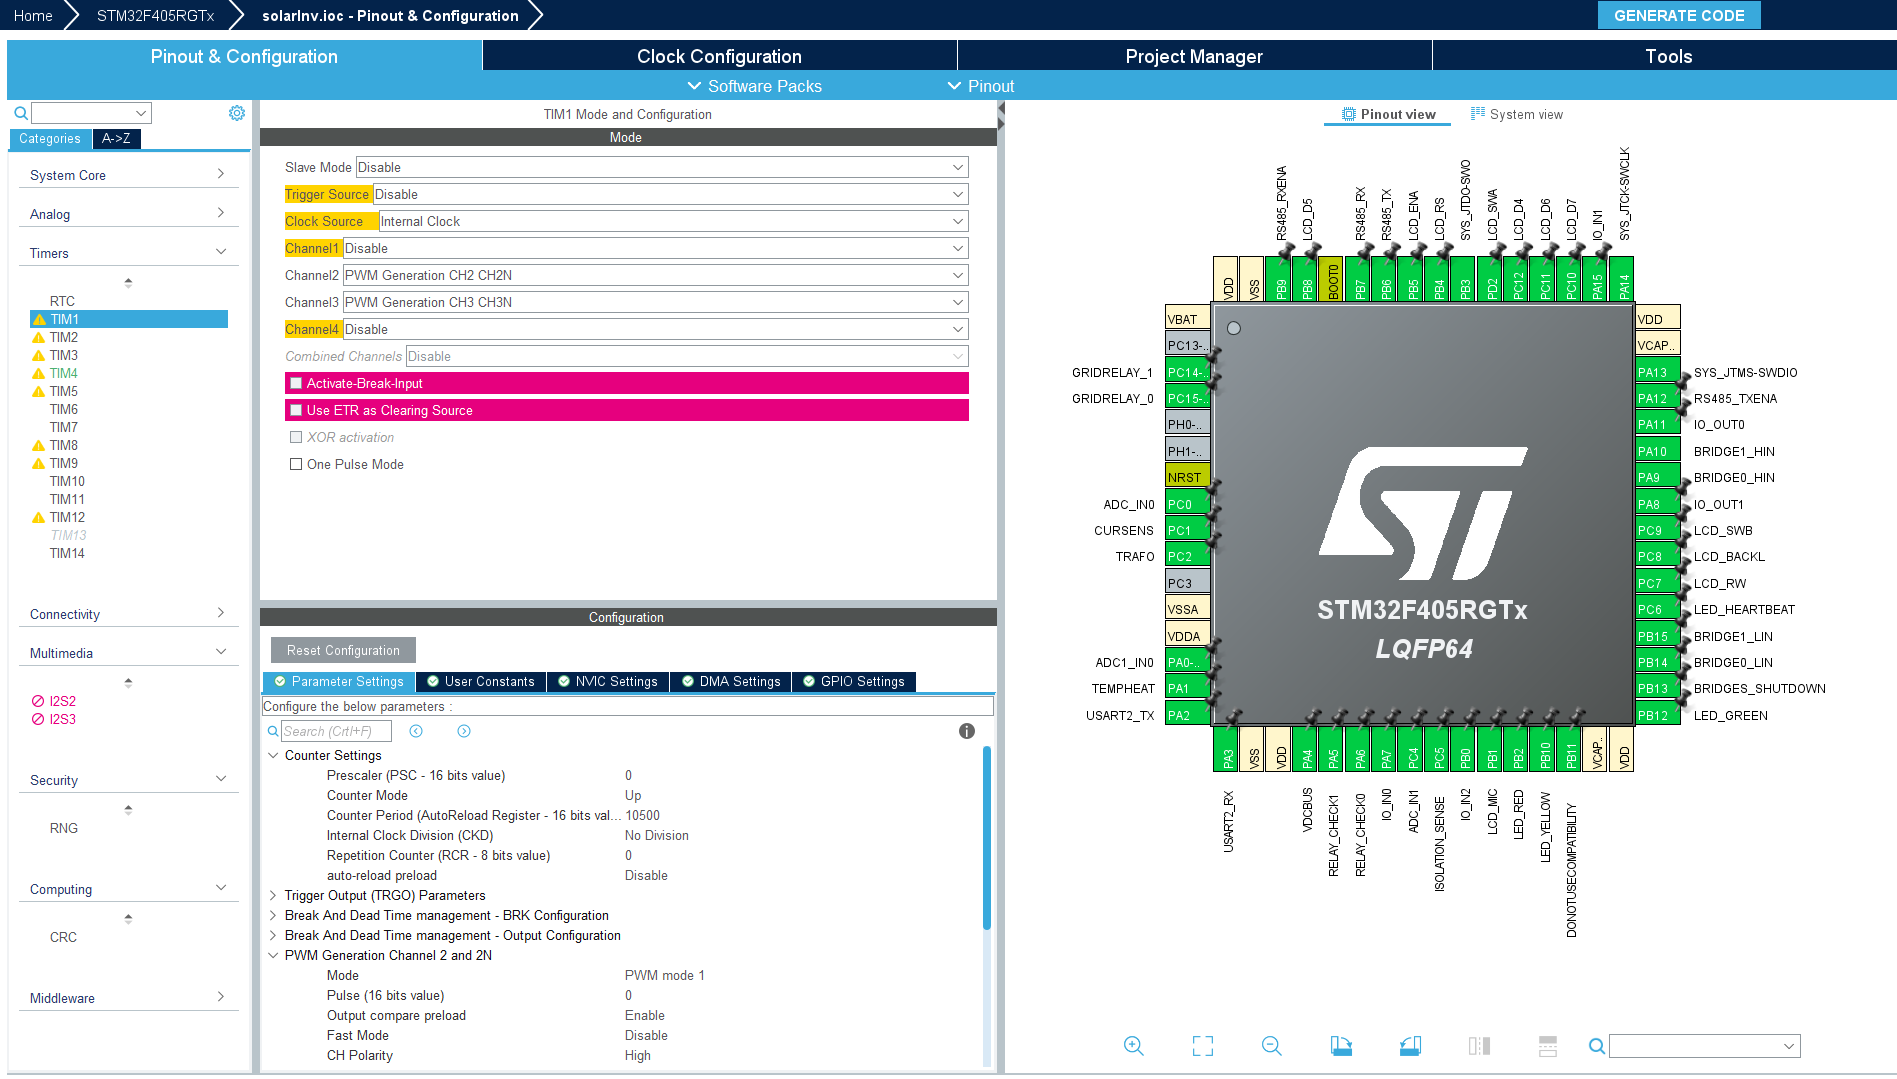 Home
STM32F405RGTx
solarInv.ioc - Pinout & Configuration
GENERATE CODE
Pinout & Configuration
Clock Configuration
Project Manager
Tools
Software Packs
Pinout
Categories
A->Z
System Core
Analog
Timers
RTC
TIM1
TIM2
TIM3
TIM4
TIM5
TIM6
TIM7
TIM8
TIM9
TIM10
TIM11
TIM12
TIM13
TIM14
Connectivity
Multimedia
I2S2
I2S3
Security
RNG
Computing
CRC
Middleware
TIM1 Mode and Configuration
Mode
Slave Mode Disable
Trigger Source Disable
Clock Source Internal Clock
Channel1 Disable
Channel2 PWM Generation CH2 CH2N
Channel3 PWM Generation CH3 CH3N
Channel4 Disable
Combined Channels Disable
Activate-Break-Input
Use ETR as Clearing Source
XOR activation
One Pulse Mode
Configuration
Reset Configuration
Parameter Settings
User Constants
NVIC Settings
DMA Settings
GPIO Settings
Configure the below parameters :
Search (Crtl+F)
Counter Settings
Prescaler (PSC - 16 bits value) 0
Counter Mode Up
Counter Period (AutoReload Register - 16 bits val... 10500
Internal Clock Division (CKD) No Division
Repetition Counter (RCR - 8 bits value) 0
auto-reload preload Disable
Trigger Output (TRGO) Parameters
Break And Dead Time management - BRK Configuration
Break And Dead Time management - Output Configuration
PWM Generation Channel 2 and 2N
Mode PWM mode 1
Pulse (16 bits value) 0
Output compare preload Enable
Fast Mode Disable
CH Polarity High
Pinout view
System view
RS485_RXENA
LCD_D5
RS485_RX
RS485_TX
LCD_ENA
LCD_RS
SYS_JTDO-SWO
LCD_SWA
LCD_D4
LCD_D6
LCD_D7
IO_IN1
SYS_JTCK-SWCLK
VDD
VSS
PB9
PB8
BOOT0
PB7
PB6
PB5
PB4
PB3
PD2
PC12
PC11
PC10
PA15
PA14
VBAT
PC13-..
GRIDRELAY_1 PC14-..
GRIDRELAY_0 PC15-..
PH0-..
PH1-..
NRST
ADC_IN0 PC0
CURSENS PC1
TRAFO PC2
PC3
VSSA
VDDA
ADC1_IN0 PA0-..
TEMPHEAT PA1
USART2_TX PA2
STM32F405RGTx
LQFP64
VDD
VCAP..
PA13 SYS_JTMS-SWDIO
PA12 RS485_TXENA
PA11 IO_OUT0
PA10 BRIDGE1_HIN
PA9 BRIDGE0_HIN
PA8 IO_OUT1
PC9 LCD_SWB
PC8 LCD_BACKL
PC7 LCD_RW
PC6 LED_HEARTBEAT
PB15 BRIDGE1_LIN
PB14 BRIDGE0_LIN
PB13 BRIDGES_SHUTDOWN
PB12 LED_GREEN
PA3
VSS
VDD
PA4
PA5
PA6
PA7
PC4
PC5
PB0
PB1
PB2
PB10
PB11
VCAP..
VDD
USART2_RX
VDCBUS
RELAY_CHECK1
RELAY_CHECK0
IO_IN0
ADC_IN1
ISOLATION_SENSE
IO_IN2
LCD_MIC
LED_RED
LED_YELLOW
DONOTUSECOMPATIBILITY